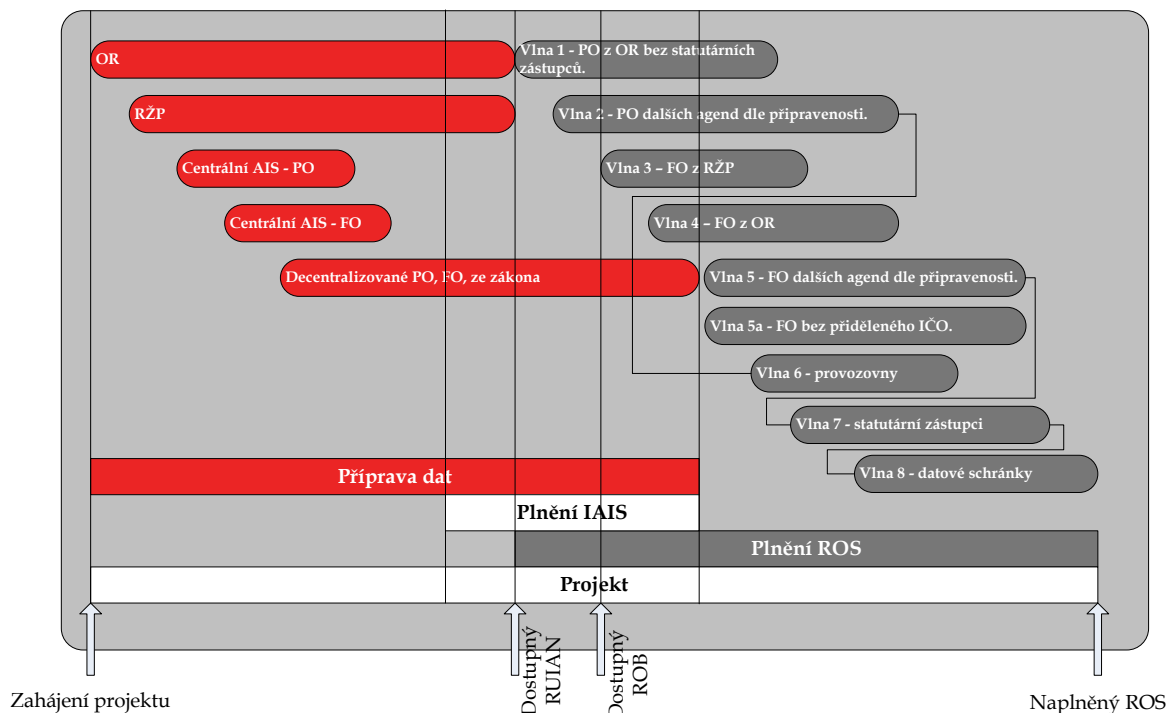 OR
Vlna 1 - PO z OR bez statutárních
zástupců.
RŽP
Vlna 2 - PO dalších agend dle připravenosti.
Centrální AIS - PO
Vlna 3 – FO z RŽP
Centrální AIS - FO
Vlna 4 – FO z OR
Decentralizované PO, FO, ze zákona
Vlna 5 - FO dalších agend dle připravenosti.
Vlna 5a - FO bez přiděleného IČO.
Vlna 6 - provozovny
Vlna 7 - statutární zástupci
Vlna 8 - datové schránky
Příprava dat
Plnění IAIS
Plnění ROS
Projekt
Zahájení projektu
Dostupný
RUIAN
Dostupný
ROB
Naplněný ROS